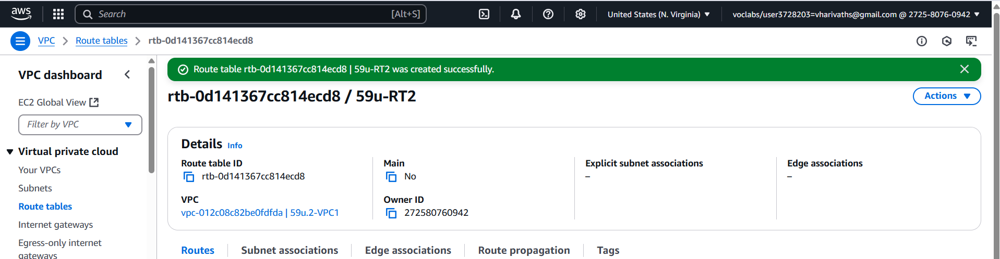 aws
Search [Alt+S] United States (N. Virginia) voclabs/user3728203=vharivaths@gmail.com @ 2725-8076-0942
VPC Route tables rtb-0d141367cc814ecd8
VPC dashboard
EC2 Global View
Filter by VPC
Virtual private cloud
Your VPCs
Subnets
Route tables
Internet gateways
Egress-only internet
gateways
Route table rtb-0d141367cc814ecd8 | 59u-RT2 was created successfully.
rtb-0d141367cc814ecd8 / 59u-RT2
Actions
Details Info
Route table ID
rtb-0d141367cc814ecd8
Main
No
Explicit subnet associations
–
Edge associations
–
VPC
vpc-012c08c82be0fdfda | 59u.2-VPC1
Owner ID
272580760942
Routes Subnet associations Edge associations Route propagation Tags